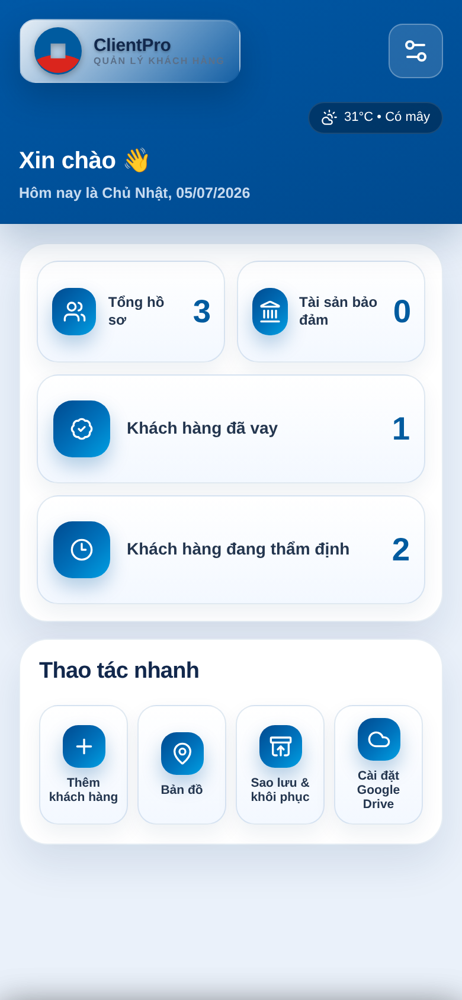 ClientPro
QUẢN LÝ KHÁCH HÀNG
31°C • Có mây
Xin chào 👋
Hôm nay là Chủ Nhật, 05/07/2026
Tổng hồ
sơ
3
Tài sản bảo
đảm
0
Khách hàng đã vay
1
Khách hàng đang thẩm định
2
Thao tác nhanh
Thêm
khách hàng
Bản đồ
Sao lưu &
khôi phục
Cài đặt
Google
Drive